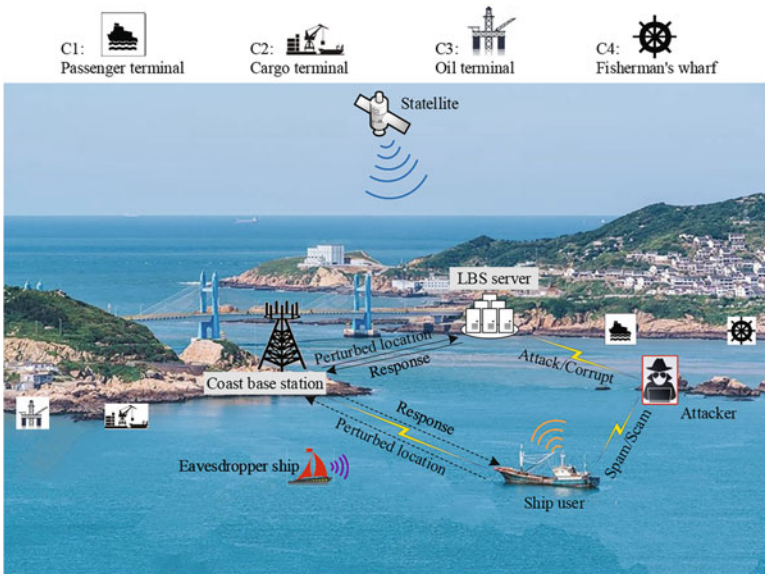 C1:
Passenger terminal
C2:
Cargo terminal
C3:
Oil terminal
C4:
Fisherman's wharf
Statellite
LBS server
Perturbed location
Response
Attack/Corrupt
Coast base station
Attacker
Response
Perturbed location
Spam/Scam
Eavesdropper ship
Ship user